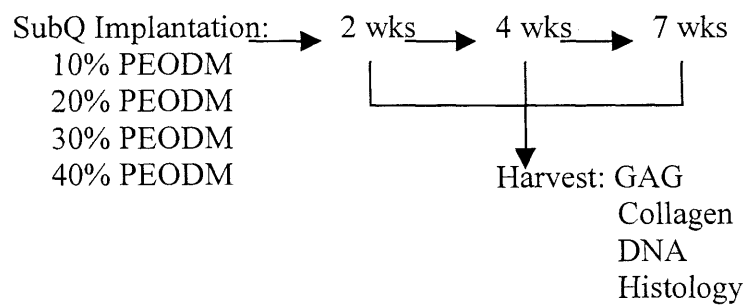 SubQ Implantation: 2 wks 4 wks 7 wks
10% PEODM
20% PEODM
30% PEODM
40% PEODM
Harvest: GAG
Collagen
DNA
Histology